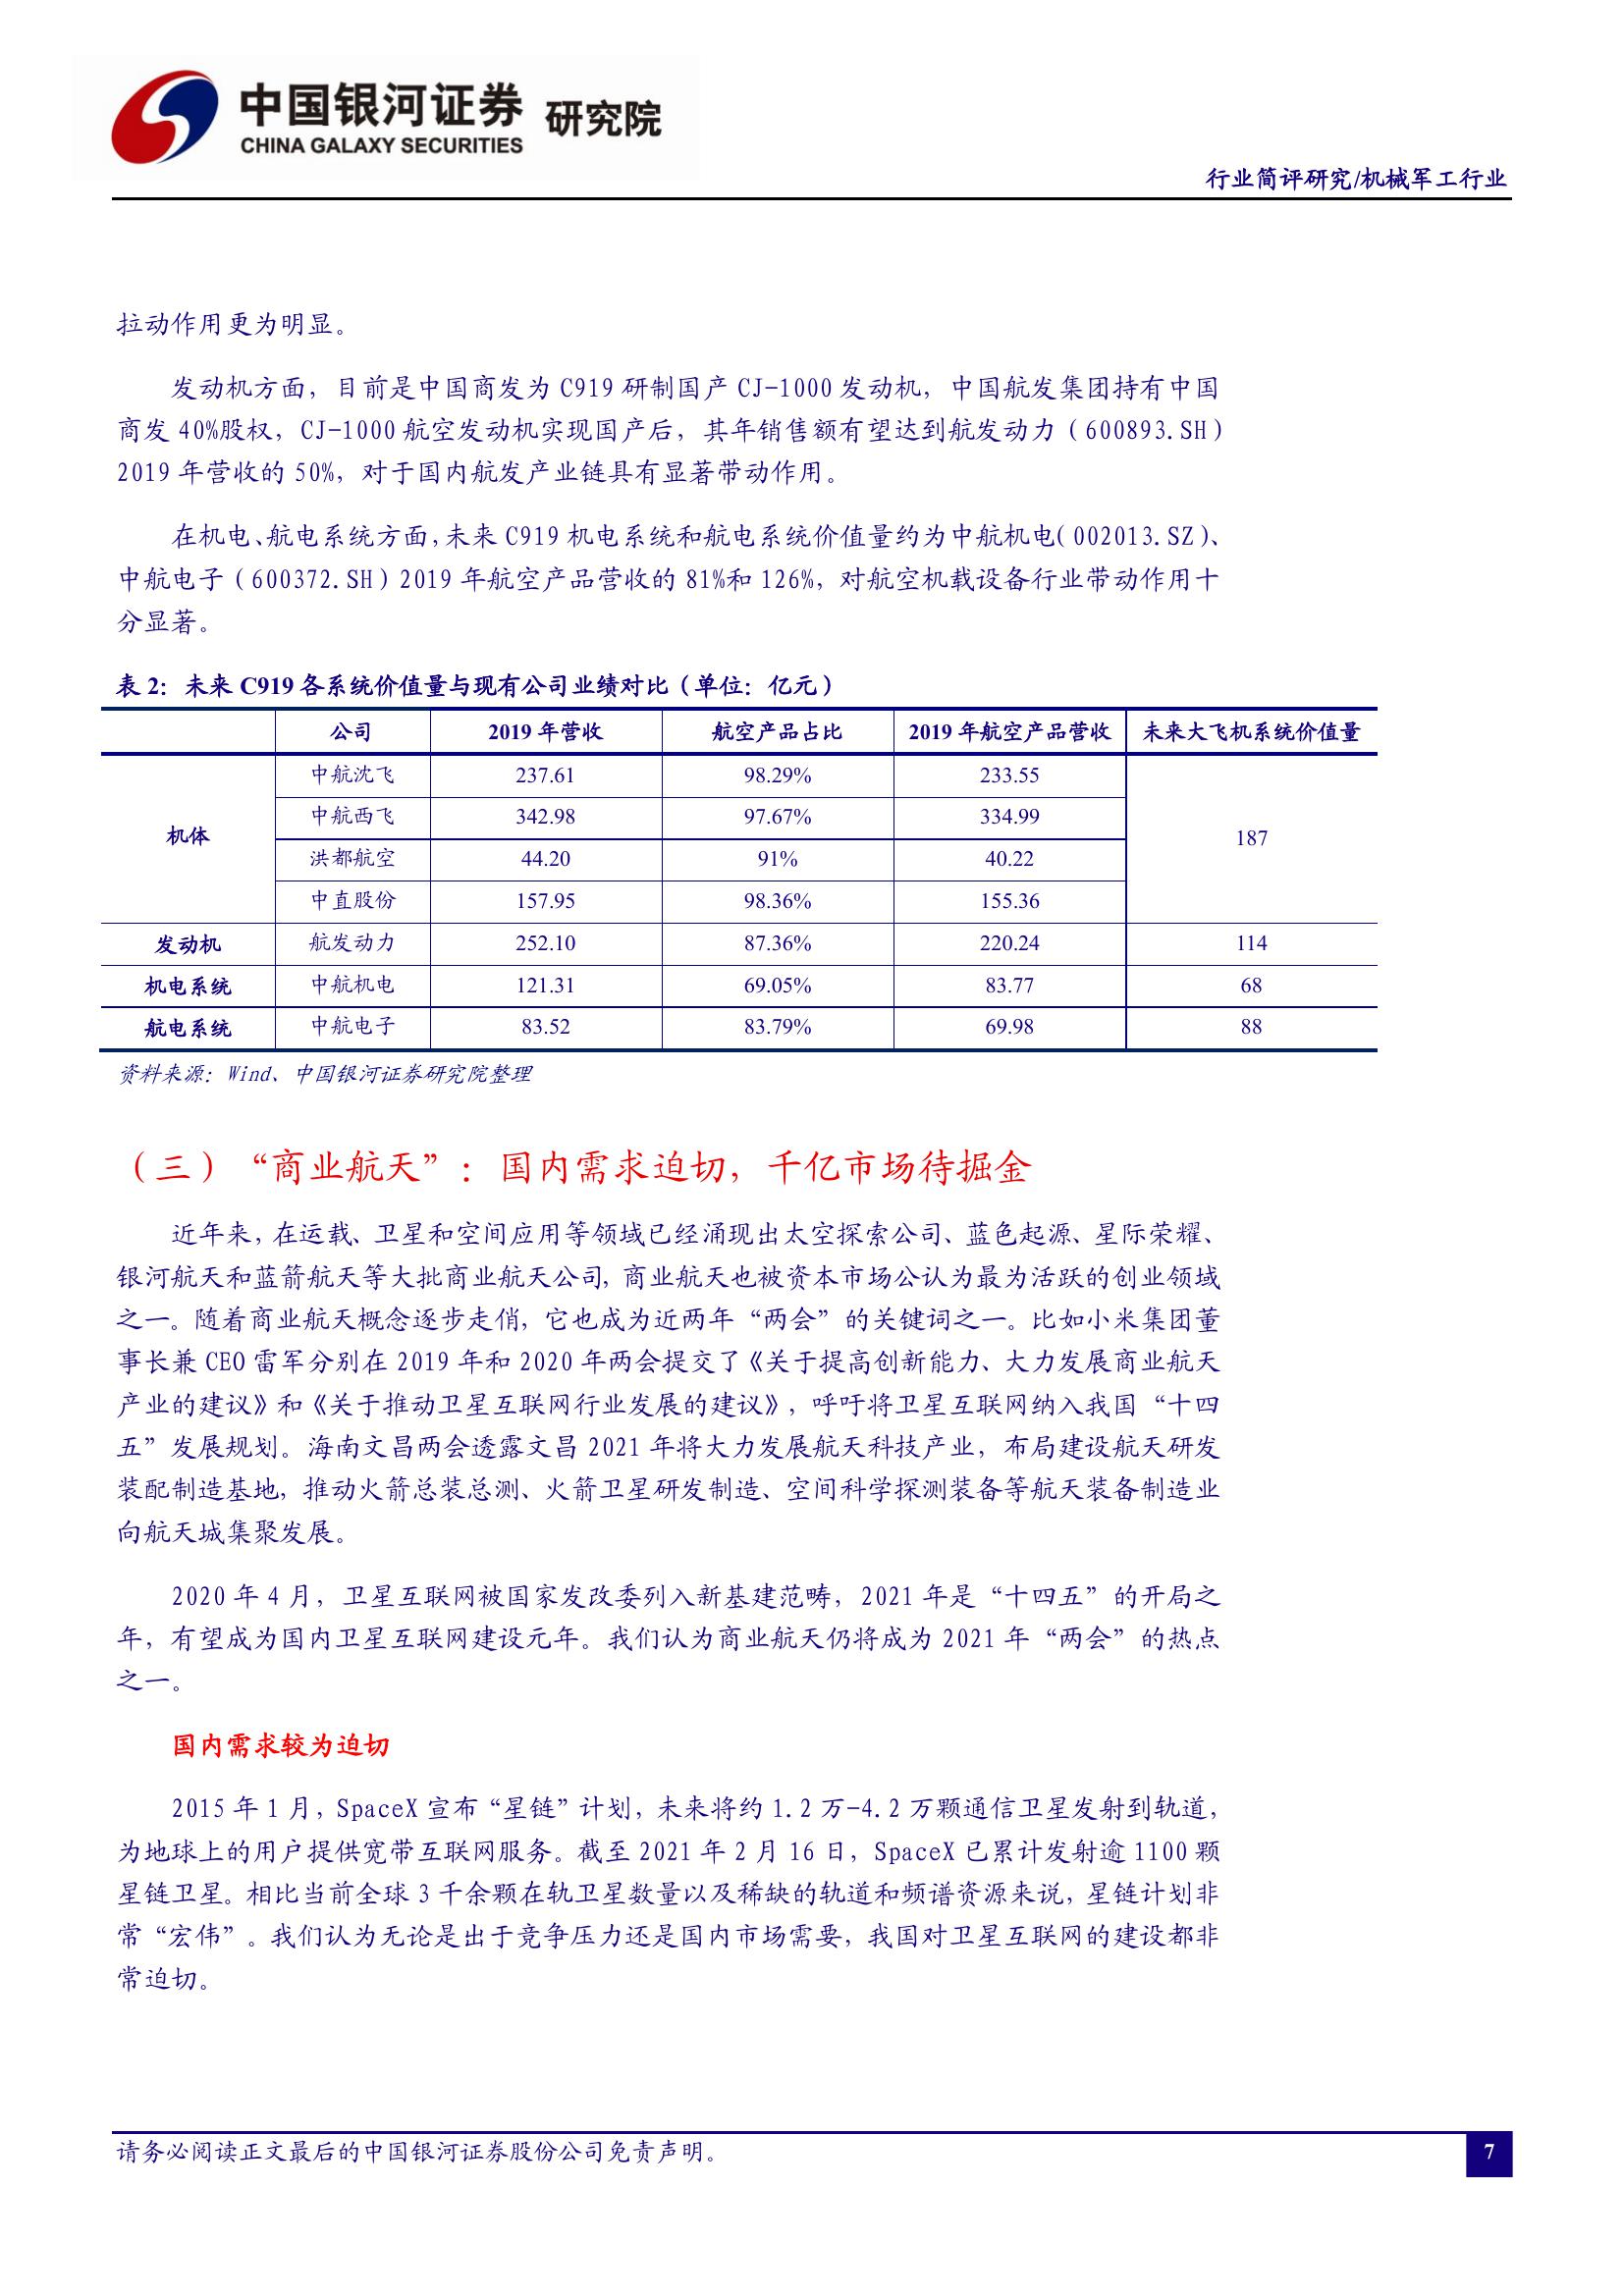 中国银河证券 研究院
CHINA GALAXY SECURITIES
行业简评研究/机械军工行业
拉动作用更为明显。
发动机方面，目前是中国商发为 C919 研制国产 CJ-1000 发动机，中国航发集团持有中国
商发 40%股权，CJ-1000 航空发动机实现国产后，其年销售额有望达到航发动力（600893.SH）
2019 年营收的 50%，对于国内航发产业链具有显著带动作用。
在机电、航电系统方面，未来 C919 机电系统和航电系统价值量约为中航机电（002013.SZ）、
中航电子（600372.SH）2019 年航空产品营收的 81%和 126%，对航空机载设备行业带动作用十
分显著。
表 2：未来 C919 各系统价值量与现有公司业绩对比（单位：亿元）
公司 2019 年营收 航空产品占比 2019 年航空产品营收 未来大飞机系统价值量
机体 中航沈飞 237.61 98.29% 233.55 187
中航西飞 342.98 97.67% 334.99
洪都航空 44.20 91% 40.22
中直股份 157.95 98.36% 155.36
发动机 航发动力 252.10 87.36% 220.24 114
机电系统 中航机电 121.31 69.05% 83.77 68
航电系统 中航电子 83.52 83.79% 69.98 88
资料来源：Wind、中国银河证券研究院整理
（三）“商业航天”：国内需求迫切，千亿市场待掘金
近年来，在运载、卫星和空间应用等领域已经涌现出太空探索公司、蓝色起源、星际荣耀、
银河航天和蓝箭航天等大批商业航天公司，商业航天也被资本市场公认为最为活跃的创业领域
之一。随着商业航天概念逐步走俏，它也成为近两年“两会”的关键词之一。比如小米集团董
事长兼 CEO 雷军分别在 2019 年和 2020 年两会提交了《关于提高创新能力、大力发展商业航天
产业的建议》和《关于推动卫星互联网行业发展的建议》，呼吁将卫星互联网纳入我国“十四
五”发展规划。海南文昌两会透露文昌 2021 年将大力发展航天科技产业，布局建设航天研发
装配制造基地，推动火箭总装总测、火箭卫星研发制造、空间科学探测装备等航天装备制造业
向航天城集聚发展。
2020 年 4 月，卫星互联网被国家发改委列入新基建范畴，2021 年是“十四五”的开局之
年，有望成为国内卫星互联网建设元年。我们认为商业航天仍将成为 2021 年“两会”的热点
之一。
国内需求较为迫切
2015 年 1 月，SpaceX 宣布“星链”计划，未来将约 1.2 万-4.2 万颗通信卫星发射到轨道，
为地球上的用户提供宽带互联网服务。截至 2021 年 2 月 16 日，SpaceX 已累计发射逾 1100 颗
星链卫星。相比当前全球 3 千余颗在轨卫星数量以及稀缺的轨道和频谱资源来说，星链计划非
常“宏伟”。我们认为无论是出于竞争压力还是国内市场需要，我国对卫星互联网的建设都非
常迫切。
请务必阅读正文最后的中国银河证券股份公司免责声明。
7